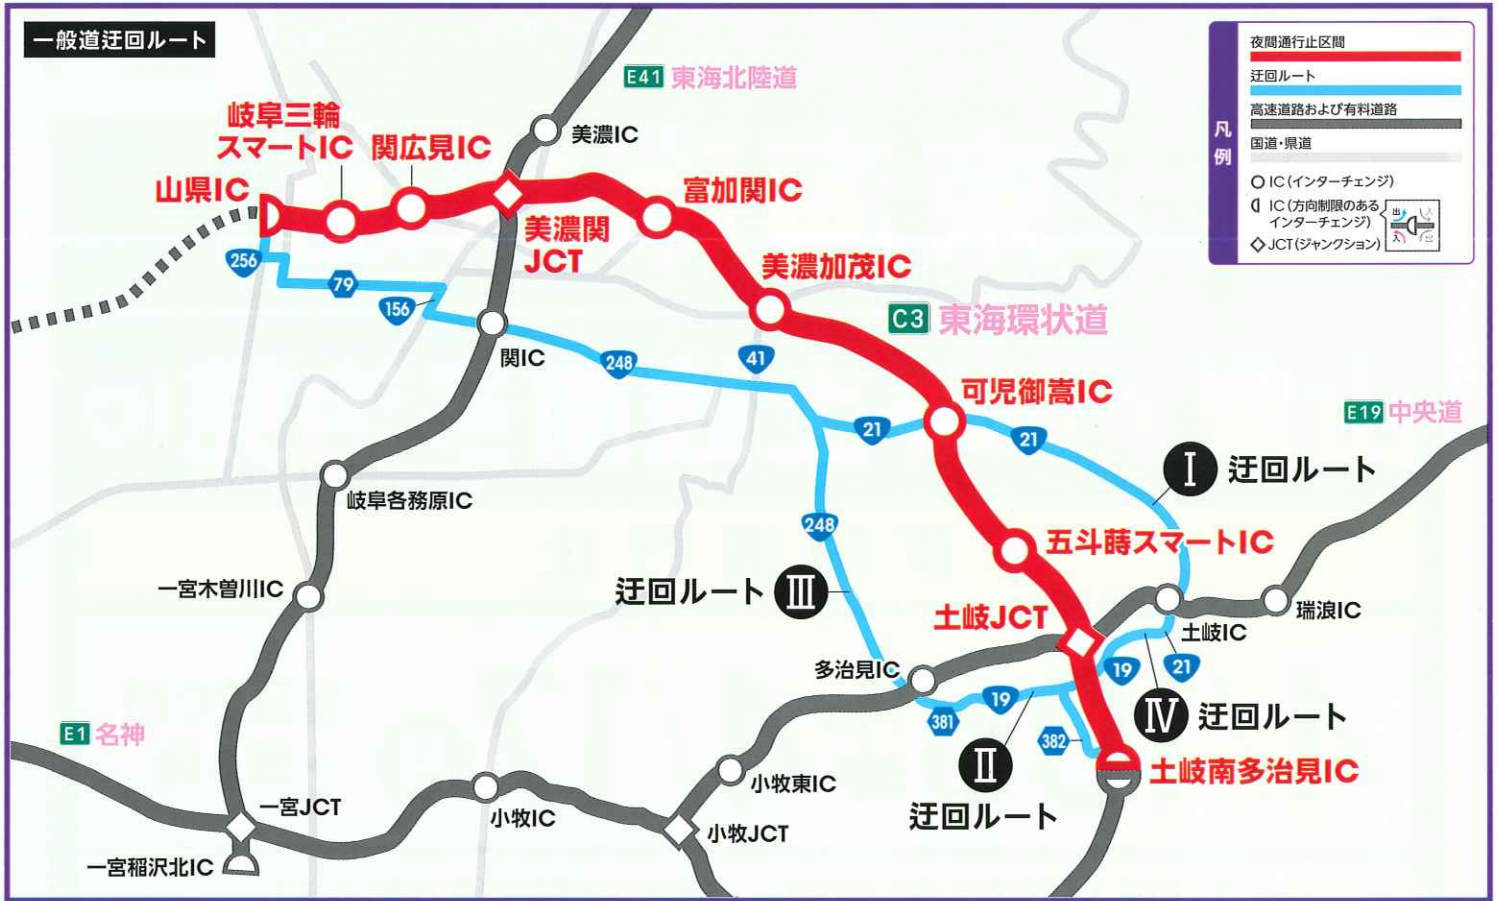 一般道迂回ルート
E41 東海北陸道
夜間通行止区間
迂回ルート
高速道路および有料道路
国道・県道
凡例
IC（インターチェンジ）
IC（方向制限のある
インターチェンジ）
JCT（ジャンクション）
出
入
入
出
岐阜三輪
スマートIC
関広見IC
美濃IC
山県IC
富加関IC
美濃関
JCT
256
79
156
美濃加茂IC
C3 東海環状道
関IC
248
41
可児御嵩IC
E19 中央道
21
21
Ⅰ 迂回ルート
岐阜各務原IC
248
五斗蒔スマートIC
一宮木曽川IC
迂回ルート Ⅲ
土岐JCT
土岐IC
瑞浪IC
多治見IC
19
21
19
381
382
Ⅳ 迂回ルート
E1 名神
Ⅱ
迂回ルート
土岐南多治見IC
小牧東IC
一宮JCT
小牧IC
小牧JCT
一宮稲沢北IC